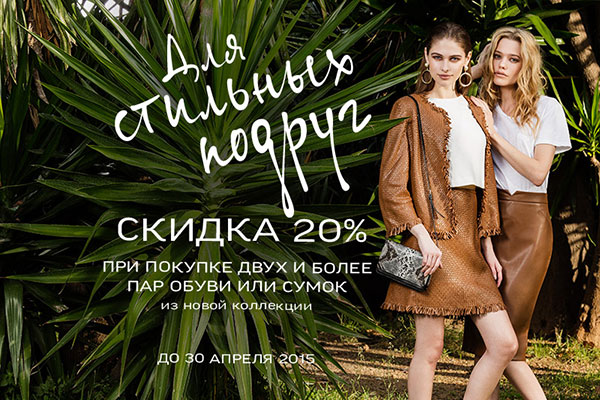 Для
стильных
подруг
СКИДКА 20%
ПРИ ПОКУПКЕ ДВУХ И БОЛЕЕ
ПАР ОБУВИ ИЛИ СУМОК
из новой коллекции
ДО 30 АПРЕЛЯ 2015